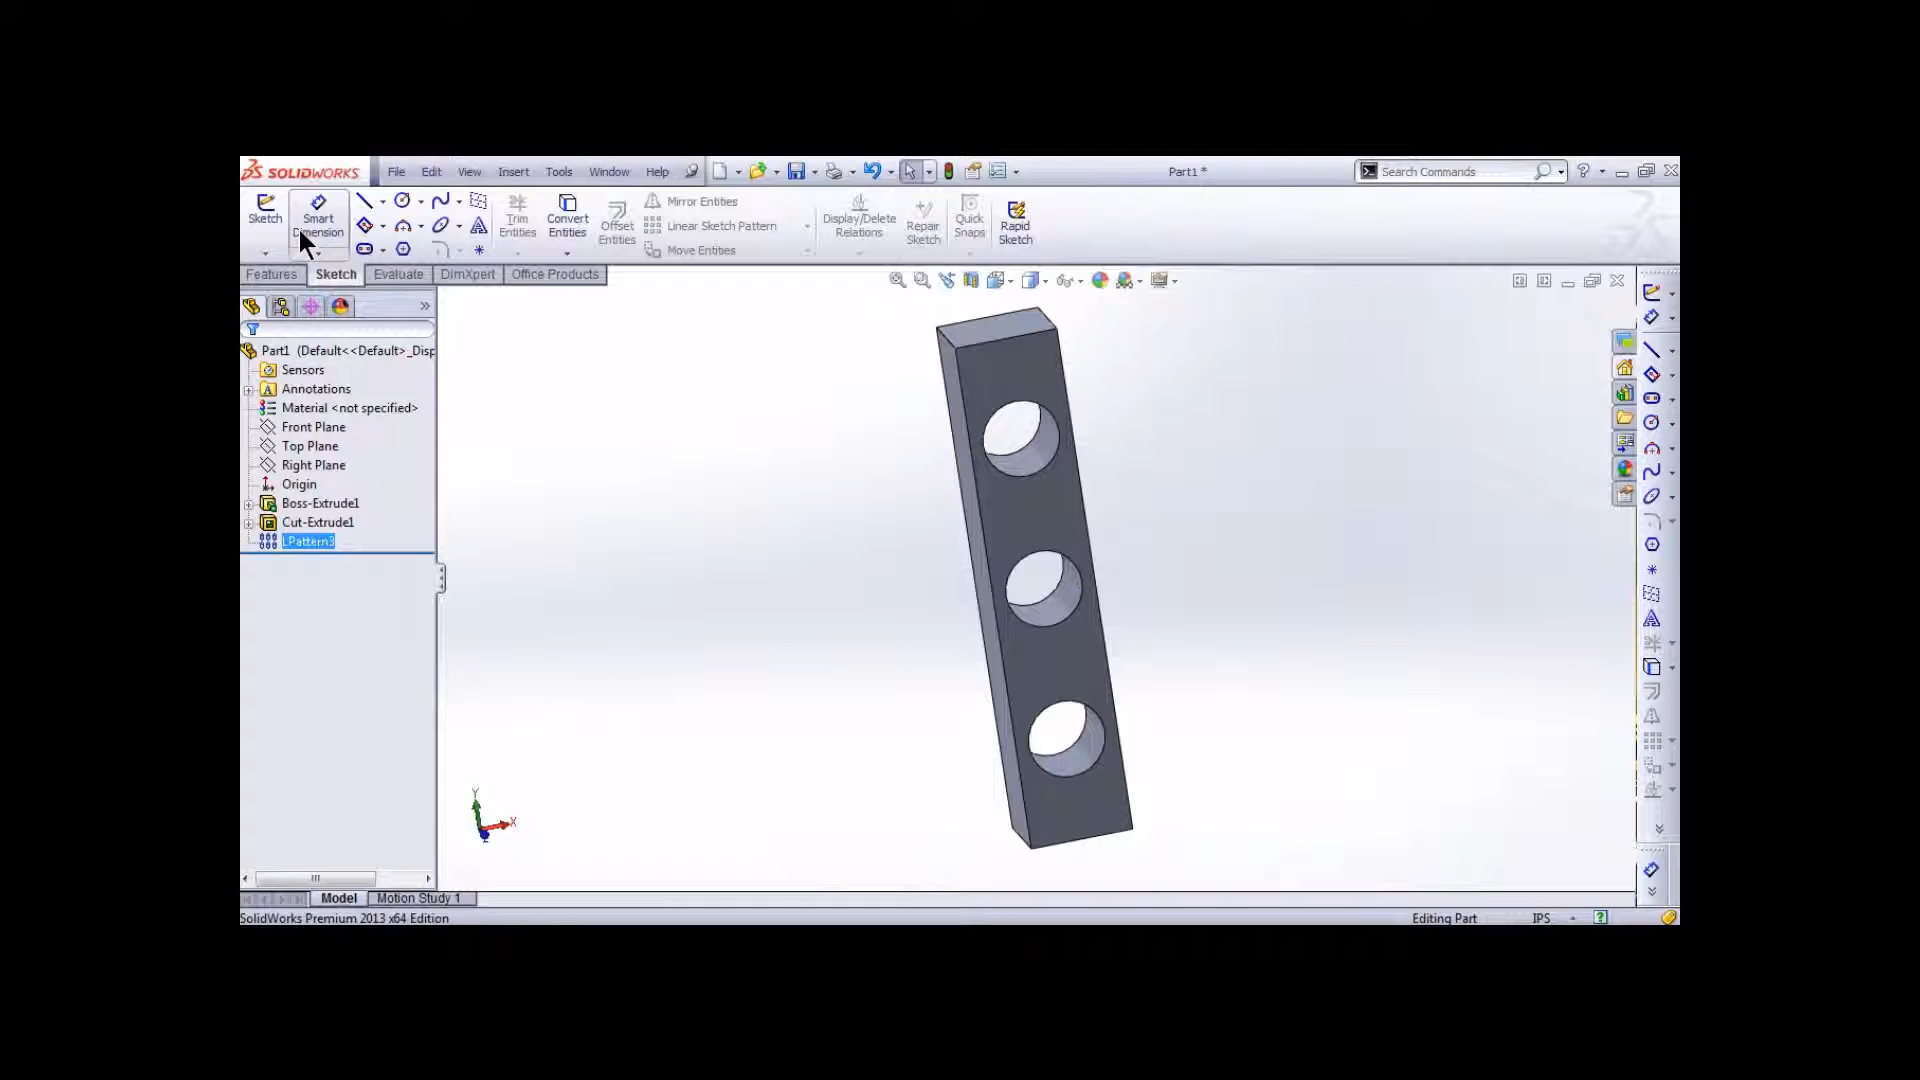 SOLIDWORKS File Edit View Insert Tools Window Help Part1 * Search Commands
Sketch Smart Dimension Trim Entities Convert Entities Offset Entities Mirror Entities Linear Sketch Pattern Move Entities Display/Delete Relations Repair Sketch Quick Snaps Rapid Sketch
Features Sketch Evaluate DimXpert Office Products
Part1 (Default<<Default>_Disp
Sensors
Annotations
Material <not specified>
Front Plane
Top Plane
Right Plane
Origin
Boss-Extrude1
Cut-Extrude1
LPattern3
Y
X
Z
Model Motion Study 1
SolidWorks Premium 2013 x64 Edition Editing Part IPS